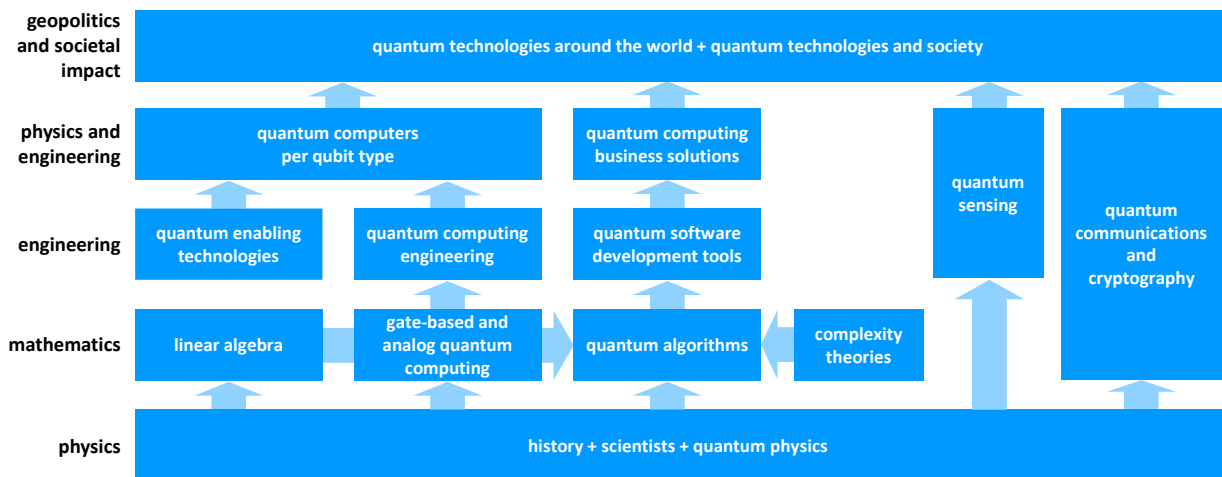 geopolitics
and societal
impact
quantum technologies around the world + quantum technologies and society
physics and
engineering
quantum computers
per qubit type
quantum computing
business solutions
quantum
sensing
quantum
communications
and
cryptography
engineering
quantum enabling
technologies
quantum computing
engineering
quantum software
development tools
mathematics
linear algebra
gate-based and
analog quantum
computing
quantum algorithms
complexity
theories
physics
history + scientists + quantum physics